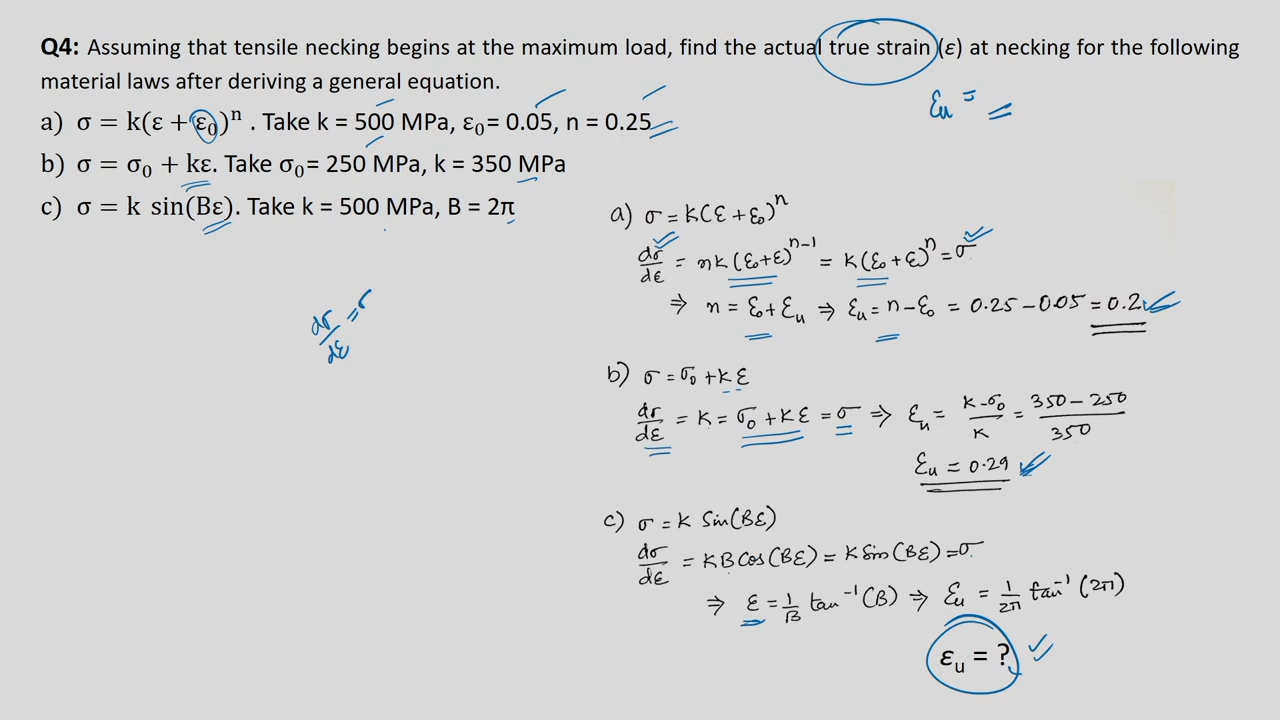 Q4: Assuming that tensile necking begins at the maximum load, find the actual true strain (ε) at necking for the following
material laws after deriving a general equation.
a) σ = k(ε + ε₀)ⁿ . Take k = 500 MPa, ε₀= 0.05, n = 0.25
b) σ = σ₀ + kε. Take σ₀= 250 MPa, k = 350 MPa
c) σ = k sin(Bε). Take k = 500 MPa, B = 2π
εu =
dσ/dε = σ
a) σ = k(ε + ε₀)ⁿ
dσ/dε = nk(ε₀+ε)ⁿ⁻¹ = k(ε₀+ε)ⁿ = σ
⇒ n = ε₀+εu ⇒ εu = n − ε₀ = 0.25 − 0.05 = 0.2
b) σ = σ₀ + kε
dσ/dε = k = σ₀ + kε = σ ⇒ εu = (k-σ₀)/k = (350 − 250)/350
εu = 0.29
c) σ = k Sin(Bε)
dσ/dε = kB Cos(Bε) = k Sin(Bε) = σ
⇒ ε = 1/B tan⁻¹(B) ⇒ εu = 1/2π tan⁻¹(2π)
εu = ?